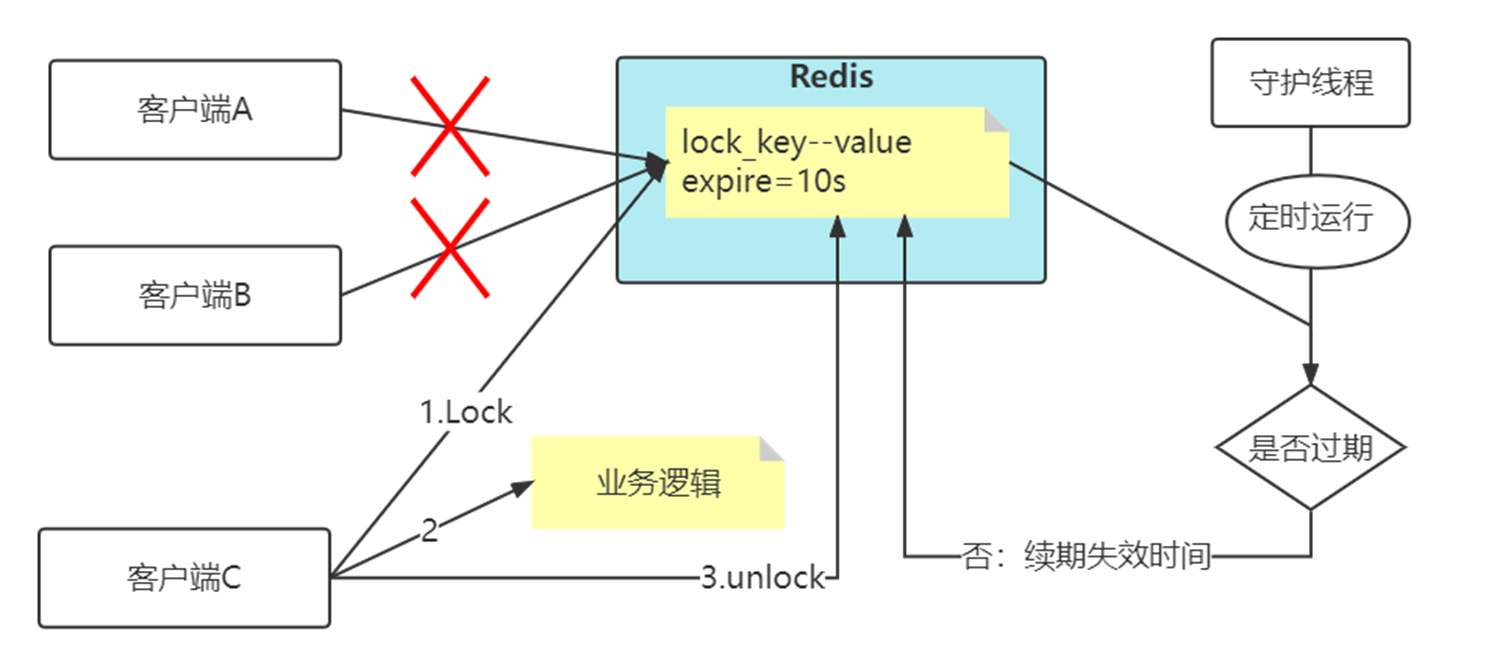 Redis
守护线程
客户端A
lock_key--value
expire=10s
定时运行
客户端B
1.Lock
是否过期
业务逻辑
2
否：续期失效时间
客户端C
3.unlock